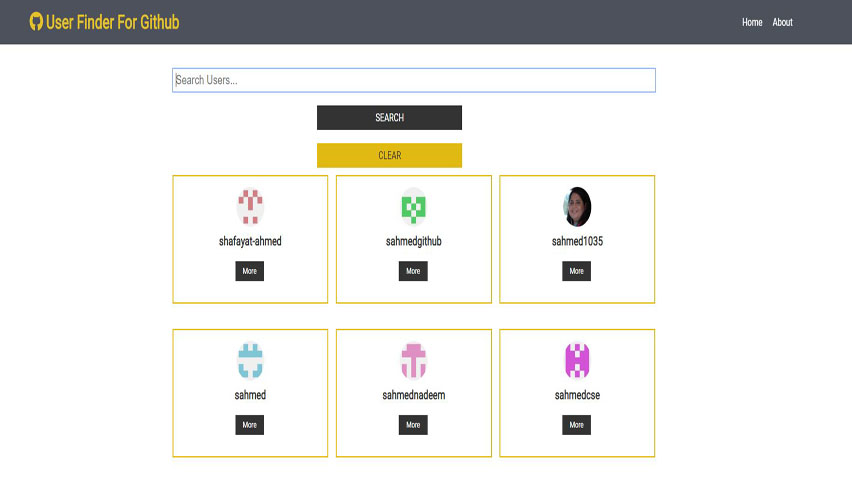 User Finder For Github
Home About
Search Users...
SEARCH
CLEAR
shafayat-ahmed sahmedgithub sahmed1035
More More More
sahmed sahmednadeem sahmedcse
More More More